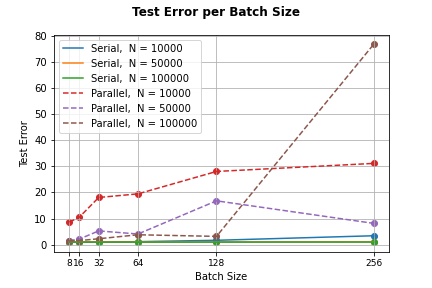 Test Error per Batch Size
80
70
60
50
40
30
20
10
0
Test Error
Serial,  N = 10000
Serial,  N = 50000
Serial,  N = 100000
Parallel,  N = 10000
Parallel,  N = 50000
Parallel,  N = 100000
8 16 32 64 128 256
Batch Size